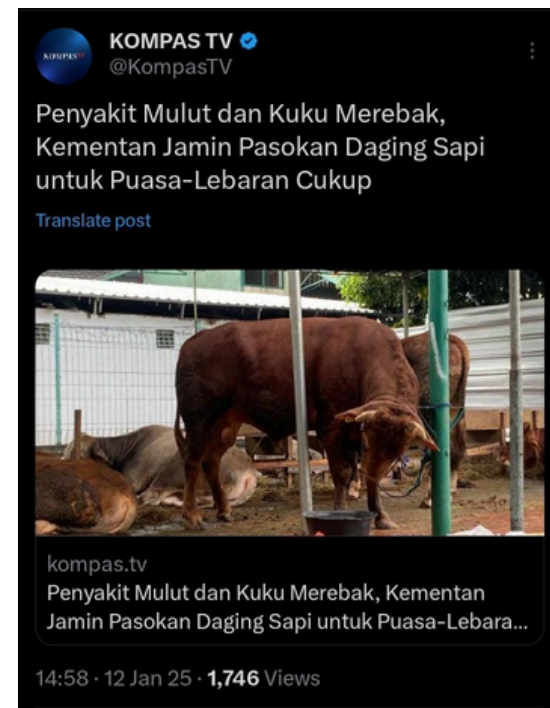 KOMPAS TV
KOMPAS TV
@KompasTV
Penyakit Mulut dan Kuku Merebak,
Kementan Jamin Pasokan Daging Sapi
untuk Puasa-Lebaran Cukup
Translate post
kompas.tv
Penyakit Mulut dan Kuku Merebak, Kementan
Jamin Pasokan Daging Sapi untuk Puasa-Lebara...
14:58 · 12 Jan 25 · 1,746 Views